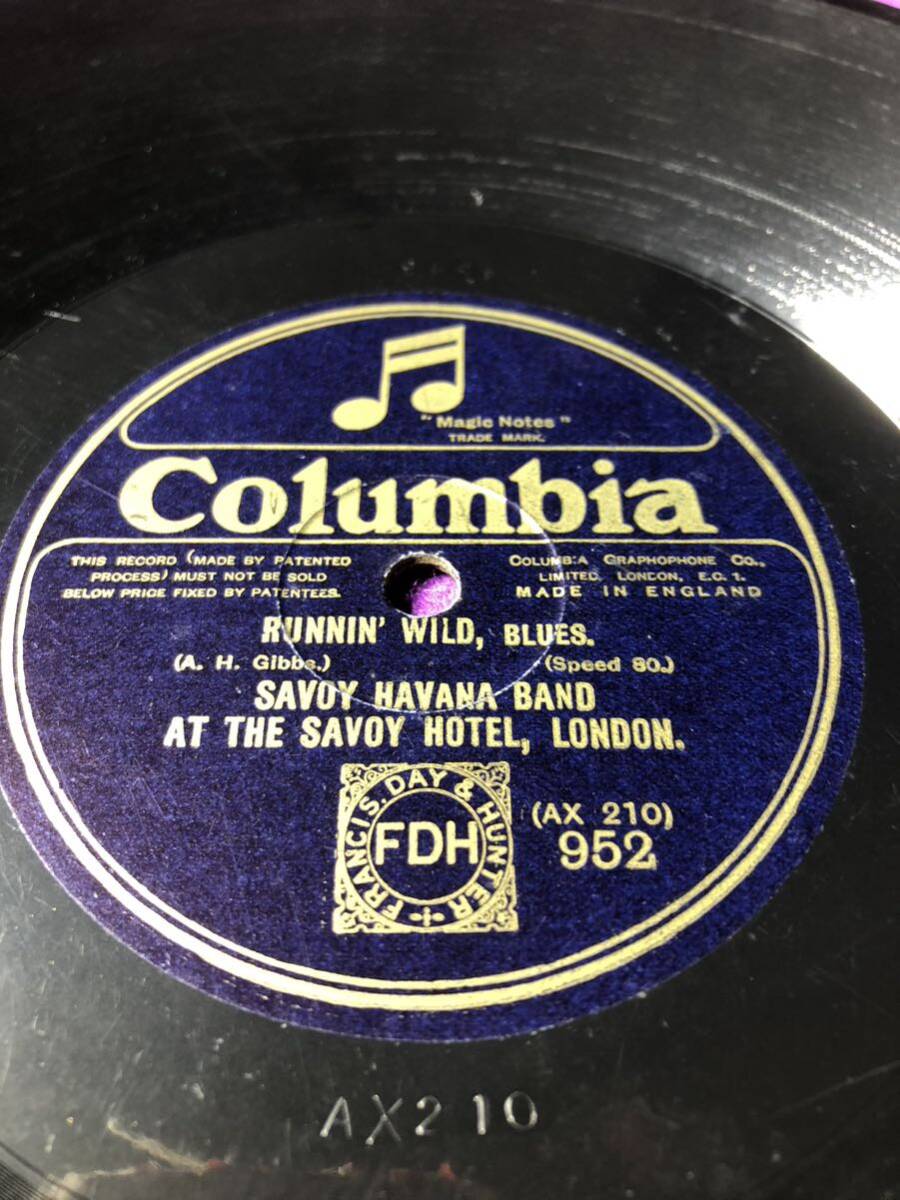 "Magic Notes"
TRADE MARK.
Columbia
THIS RECORD (MADE BY PATENTED
PROCESS) MUST NOT BE SOLD
BELOW PRICE FIXED BY PATENTEES.
COLUMBIA GRAPHOPHONE CO.,
LIMITED, LONDON, E.C. 1.
MADE IN ENGLAND
RUNNIN' WILD, BLUES.
(A. H. Gibbs.) (Speed 80.)
SAVOY HAVANA BAND
AT THE SAVOY HOTEL, LONDON.
FRANCIS, DAY & HUNTER
FDH
(AX 210)
952
AX210